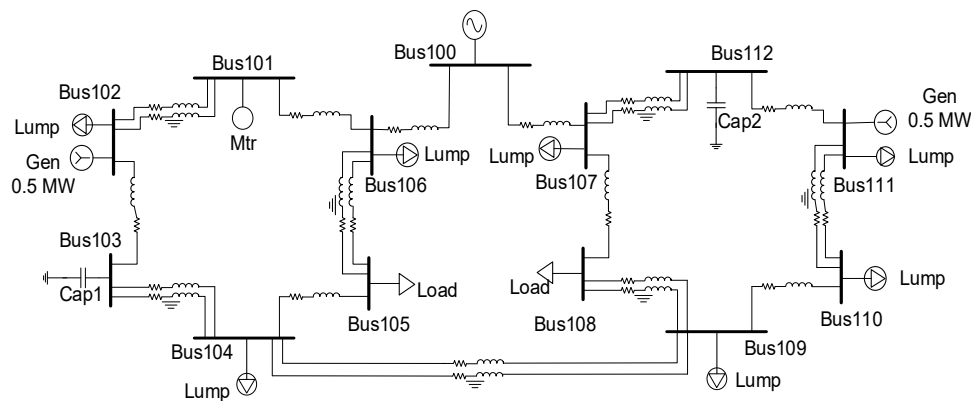 Bus100
Bus101
Bus112
Bus102
Gen
0.5 MW
Lump
Mtr
Cap2
Lump
Lump
Lump
Gen
0.5 MW
Bus106
Bus107
Bus111
Bus103
Cap1
Load
Load
Lump
Bus105
Bus108
Bus110
Bus104
Bus109
Lump
Lump